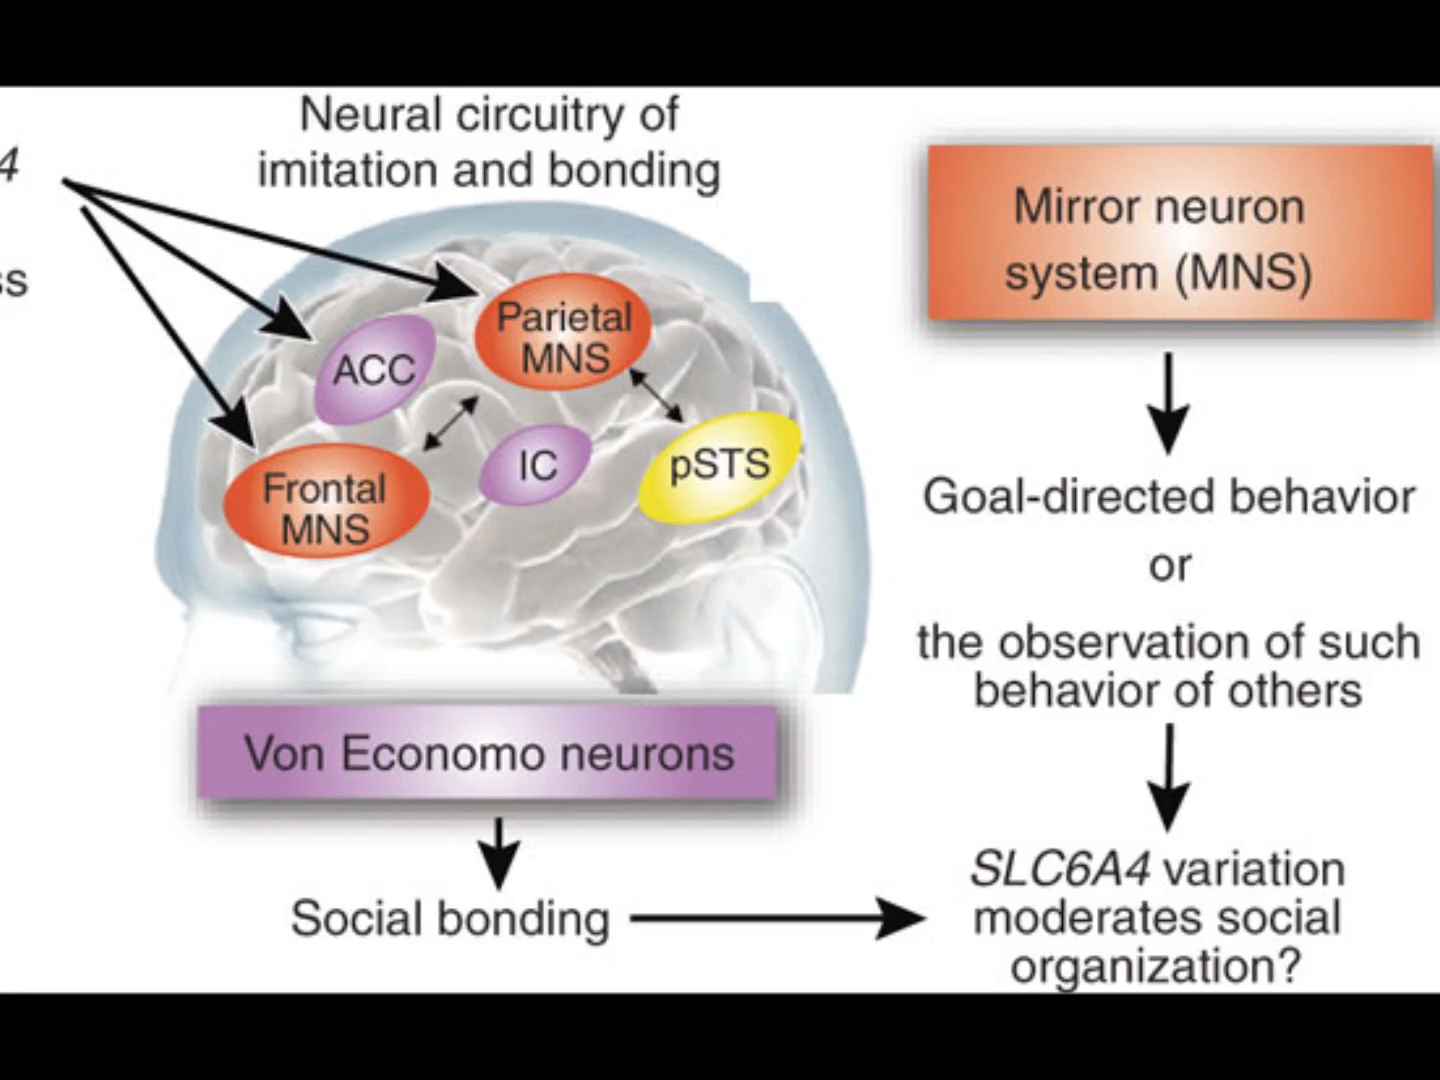 Neural circuitry of
imitation and bonding
4
ss
Parietal
MNS
ACC
IC
pSTS
Frontal
MNS
Von Economo neurons
Social bonding
Mirror neuron
system (MNS)
Goal-directed behavior
or
the observation of such
behavior of others
SLC6A4 variation
moderates social
organization?